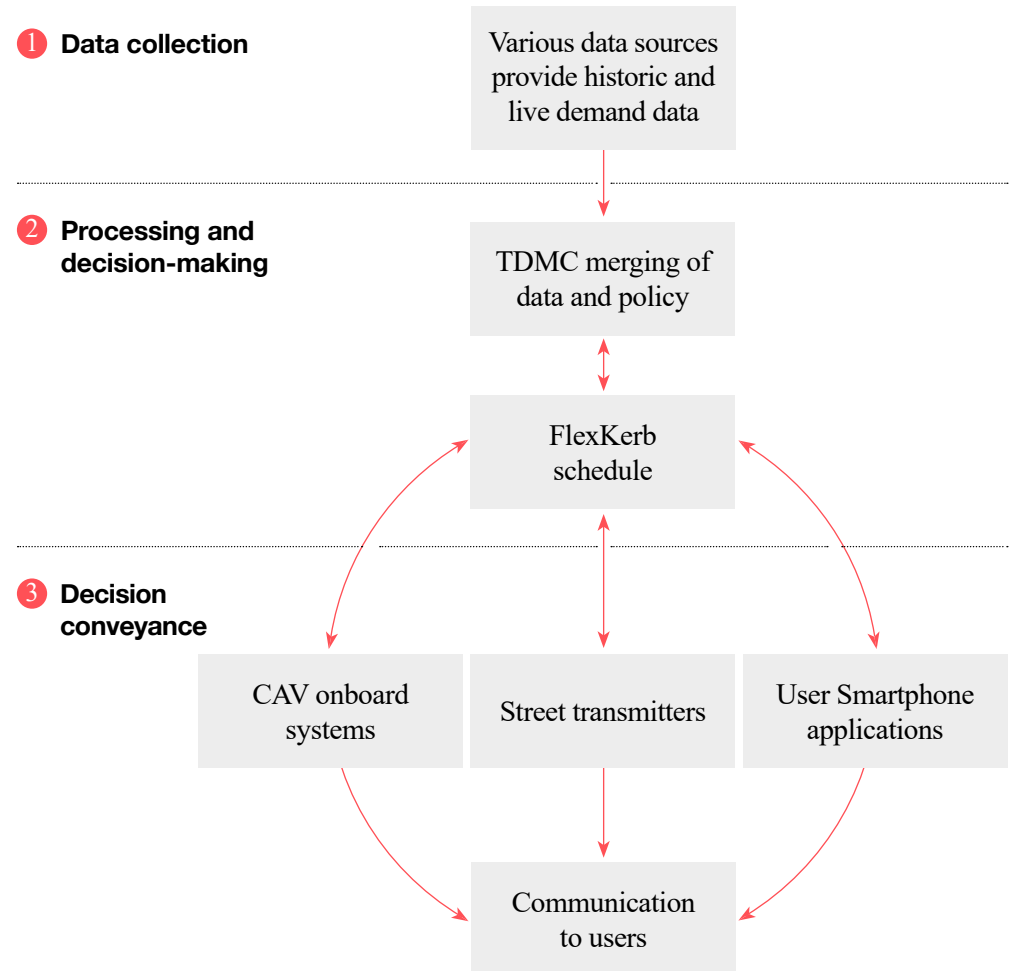 1 Data collection
Various data sources
provide historic and
live demand data
2 Processing and
decision-making
TDMC merging of
data and policy
FlexKerb
schedule
3 Decision
conveyance
CAV onboard
systems
Street transmitters
User Smartphone
applications
Communication
to users